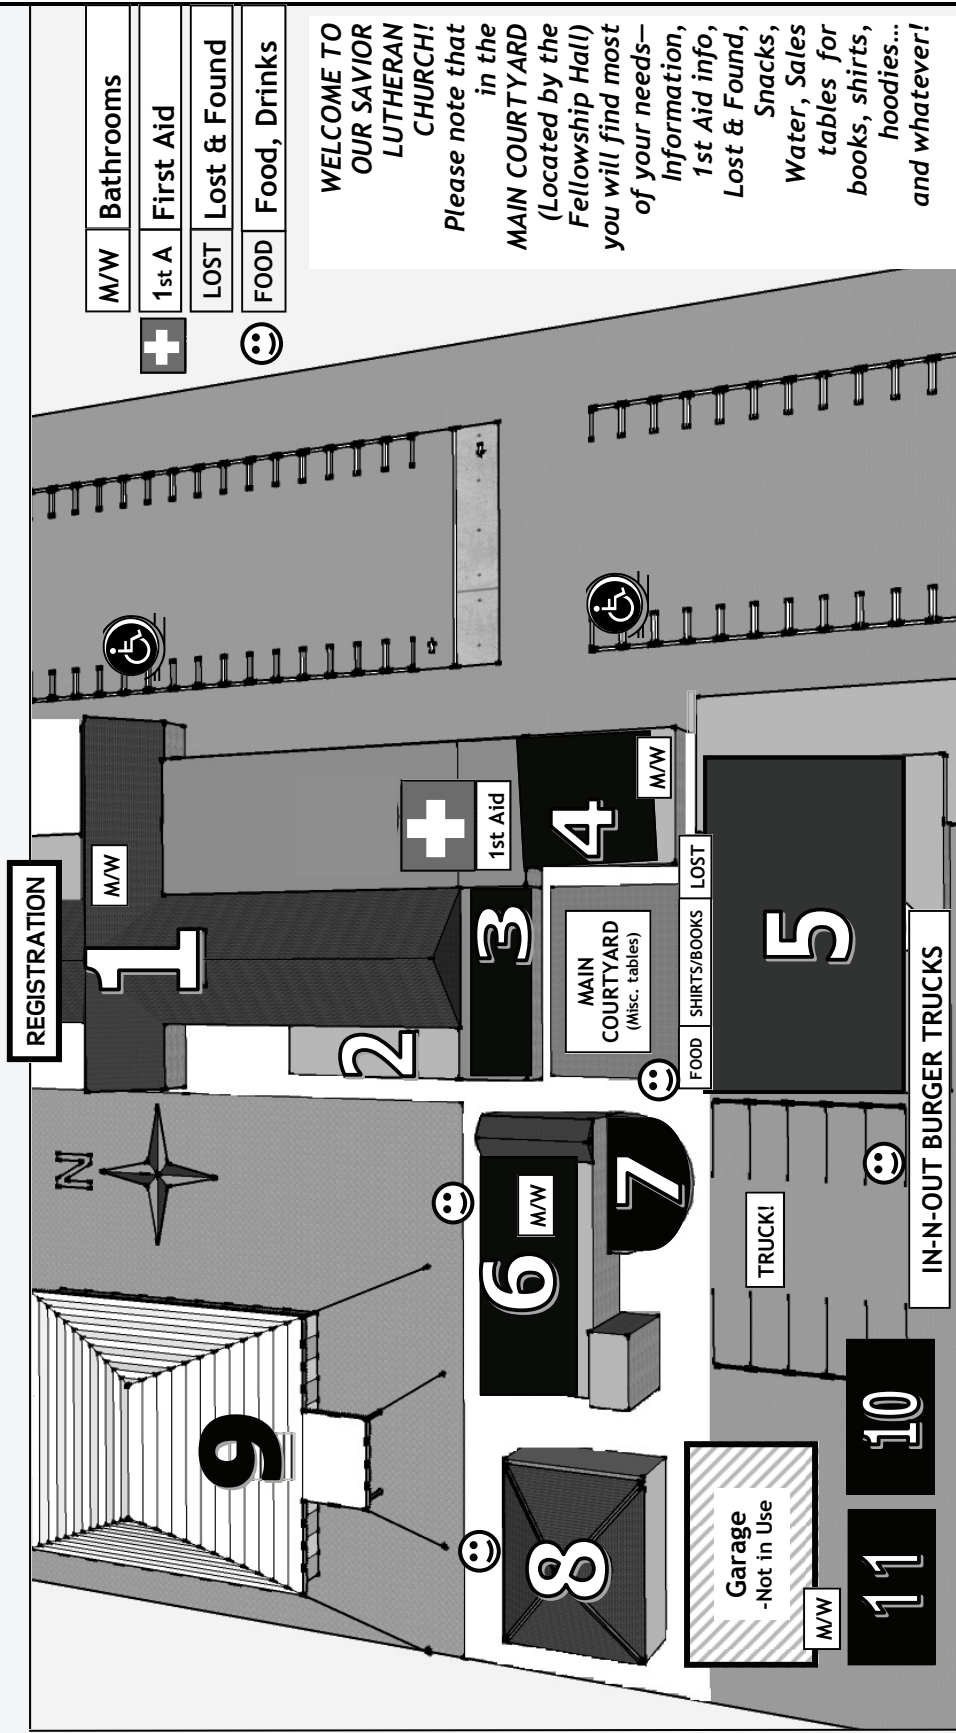 REGISTRATION
M/W Bathrooms
1st A First Aid
LOST Lost & Found
FOOD Food, Drinks
WELCOME TO
OUR SAVIOR
LUTHERAN
CHURCH!
Please note that
in the
MAIN COURTYARD
(Located by the
Fellowship Hall)
you will find most
of your needs—
Information,
1st Aid info,
Lost & Found,
Snacks,
Water, Sales
tables for
books, shirts,
hoodies...
and whatever!
N
9
1
M/W
2
3
1st Aid
4
M/W
MAIN
COURTYARD
(Misc. tables)
FOOD SHIRTS/BOOKS LOST
5
6
M/W
7
8
TRUCK!
Garage
-Not in Use
M/W
10
11
IN-N-OUT BURGER TRUCKS